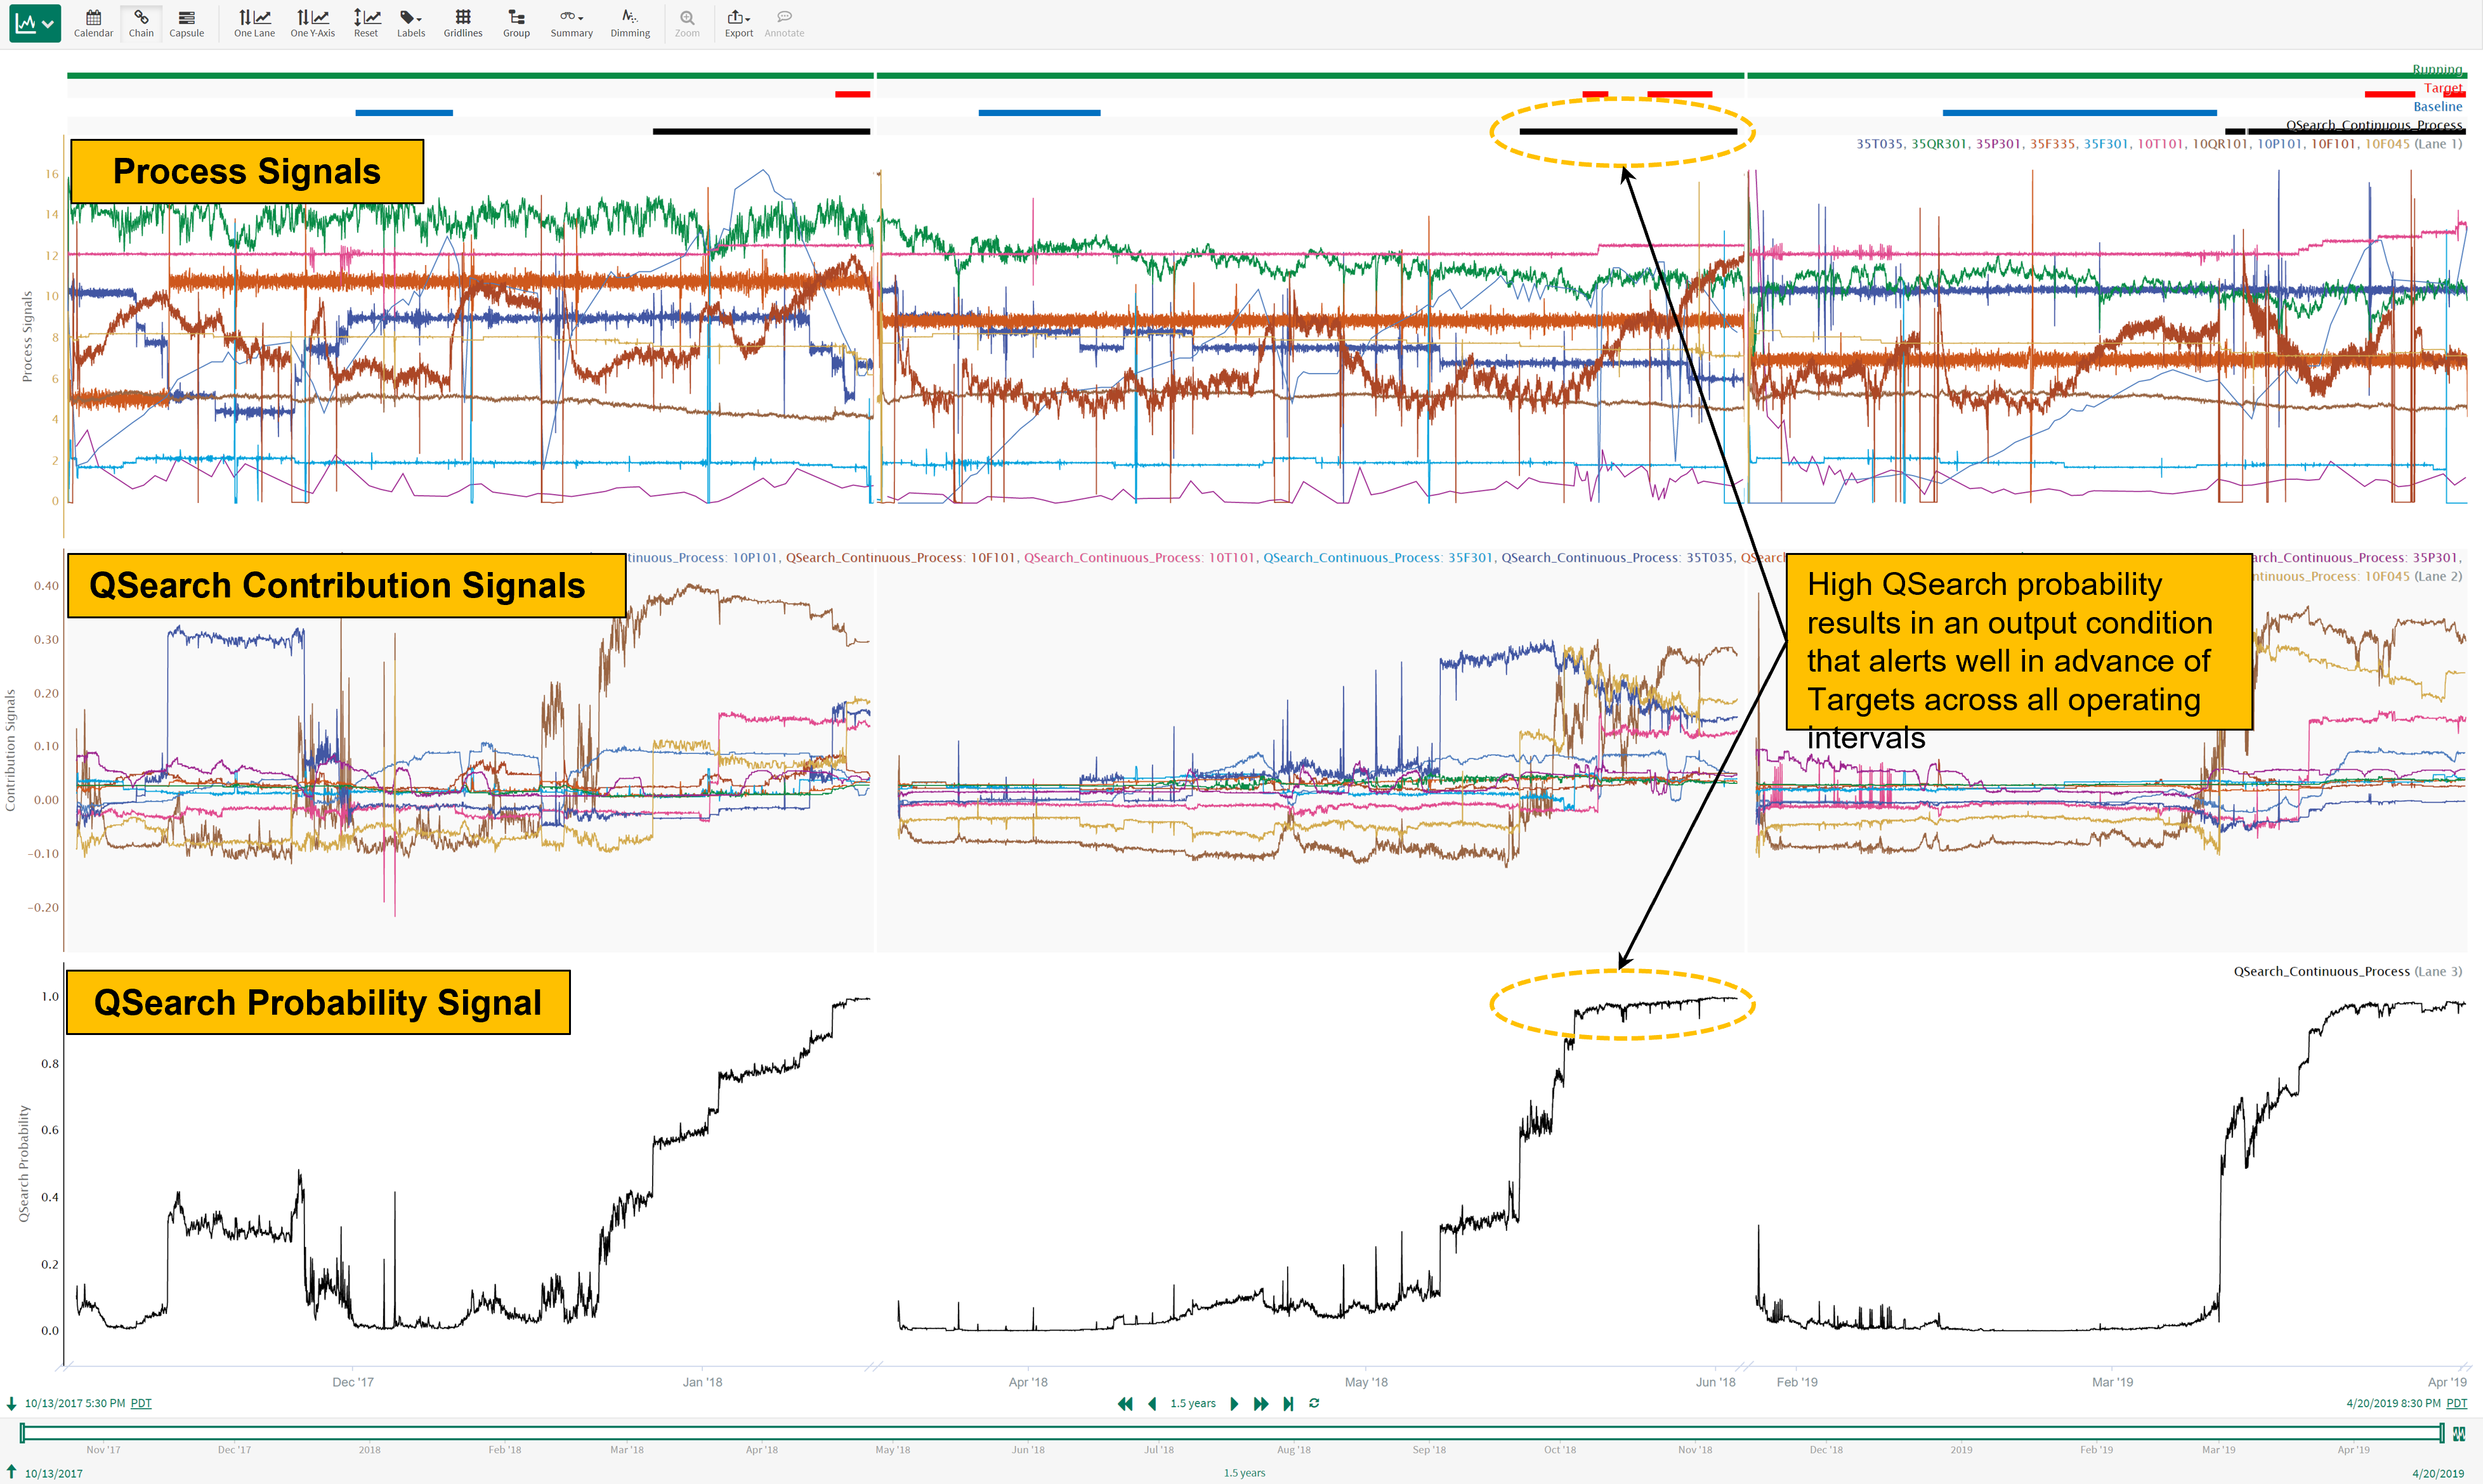 Calendar Chain Capsule One Lane One Y-Axis Reset Labels Gridlines Group Summary Dimming Zoom Export Annotate
Running
Target
Baseline
QSearch_Continuous_Process
35T035, 35QR301, 35P301, 35F335, 35F301, 10T101, 10QR101, 10P101, 10F101, 10F045 (Lane 1)
Process Signals
Process Signals
16
14
12
10
8
6
4
2
0
tinuous_Process: 10P101, QSearch_Continuous_Process: 10F101, QSearch_Continuous_Process: 10T101, QSearch_Continuous_Process: 35F301, QSearch_Continuous_Process: 35T035, QSearc
arch_Continuous_Process: 35P301,
ntinuous_Process: 10F045 (Lane 2)
QSearch Contribution Signals
Contribution Signals
0.40
0.30
0.20
0.10
0.00
-0.10
-0.20
High QSearch probability
results in an output condition
that alerts well in advance of
Targets across all operating
intervals
QSearch_Continuous_Process (Lane 3)
QSearch Probability Signal
QSearch Probability
1.0
0.8
0.6
0.4
0.2
0.0
Dec '17 Jan '18 Apr '18 May '18 Jun '18 Feb '19 Mar '19 Apr '19
10/13/2017 5:30 PM PDT 1.5 years 4/20/2019 8:30 PM PDT
Nov '17 Dec '17 2018 Feb '18 Mar '18 Apr '18 May '18 Jun '18 Jul '18 Aug '18 Sep '18 Oct '18 Nov '18 Dec '18 2019 Feb '19 Mar '19 Apr '19
10/13/2017 1.5 years 4/20/2019